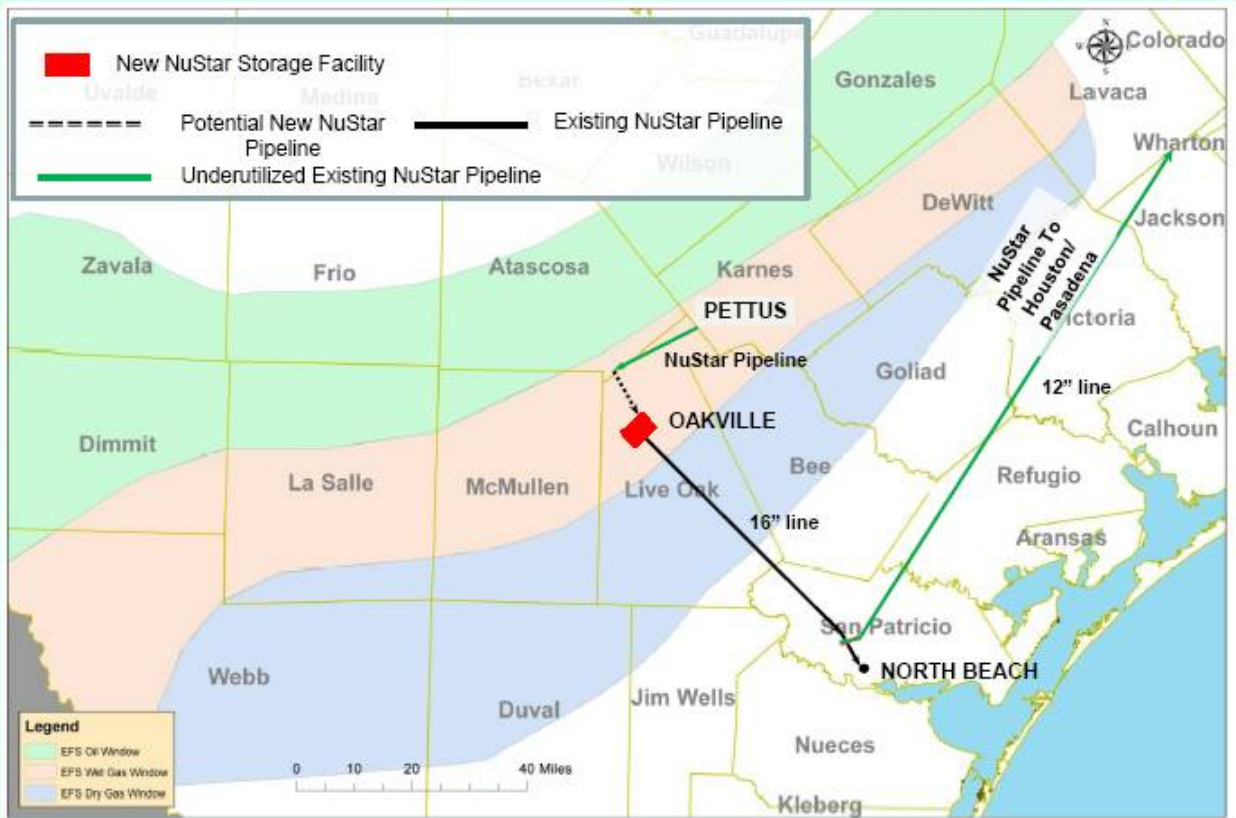 New NuStar Storage Facility
Potential New NuStar
Pipeline
Existing NuStar Pipeline
Underutilized Existing NuStar Pipeline
Guadalupe
Bexar
Uvalde
Medina
Wilson
Gonzales
N
W
S
Colorado
Lavaca
Wharton
Jackson
DeWitt
Zavala
Frio
Atascosa
Karnes
NuStar
Pipeline To
Houston/
Pasadena
ictoria
PETTUS
NuStar Pipeline
Goliad
12” line
Calhoun
OAKVILLE
Dimmit
La Salle
McMullen
Live Oak
Bee
Refugio
16” line
Aransas
San Patricio
NORTH BEACH
Webb
Duval
Jim Wells
Nueces
Kleberg
Legend
EFS Oil Window
EFS Wet Gas Window
EFS Dry Gas Window
0 10 20 40 Miles